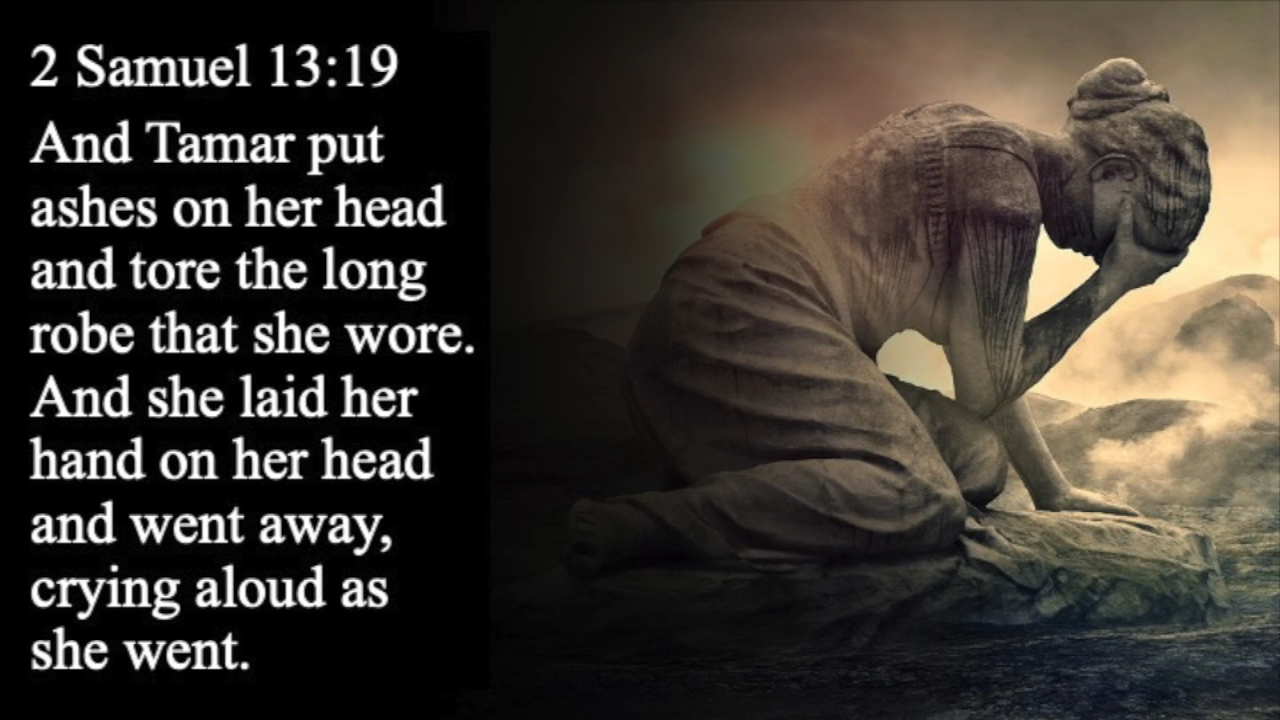 2 Samuel 13:19
And Tamar put
ashes on her head
and tore the long
robe that she wore.
And she laid her
hand on her head
and went away,
crying aloud as
she went.